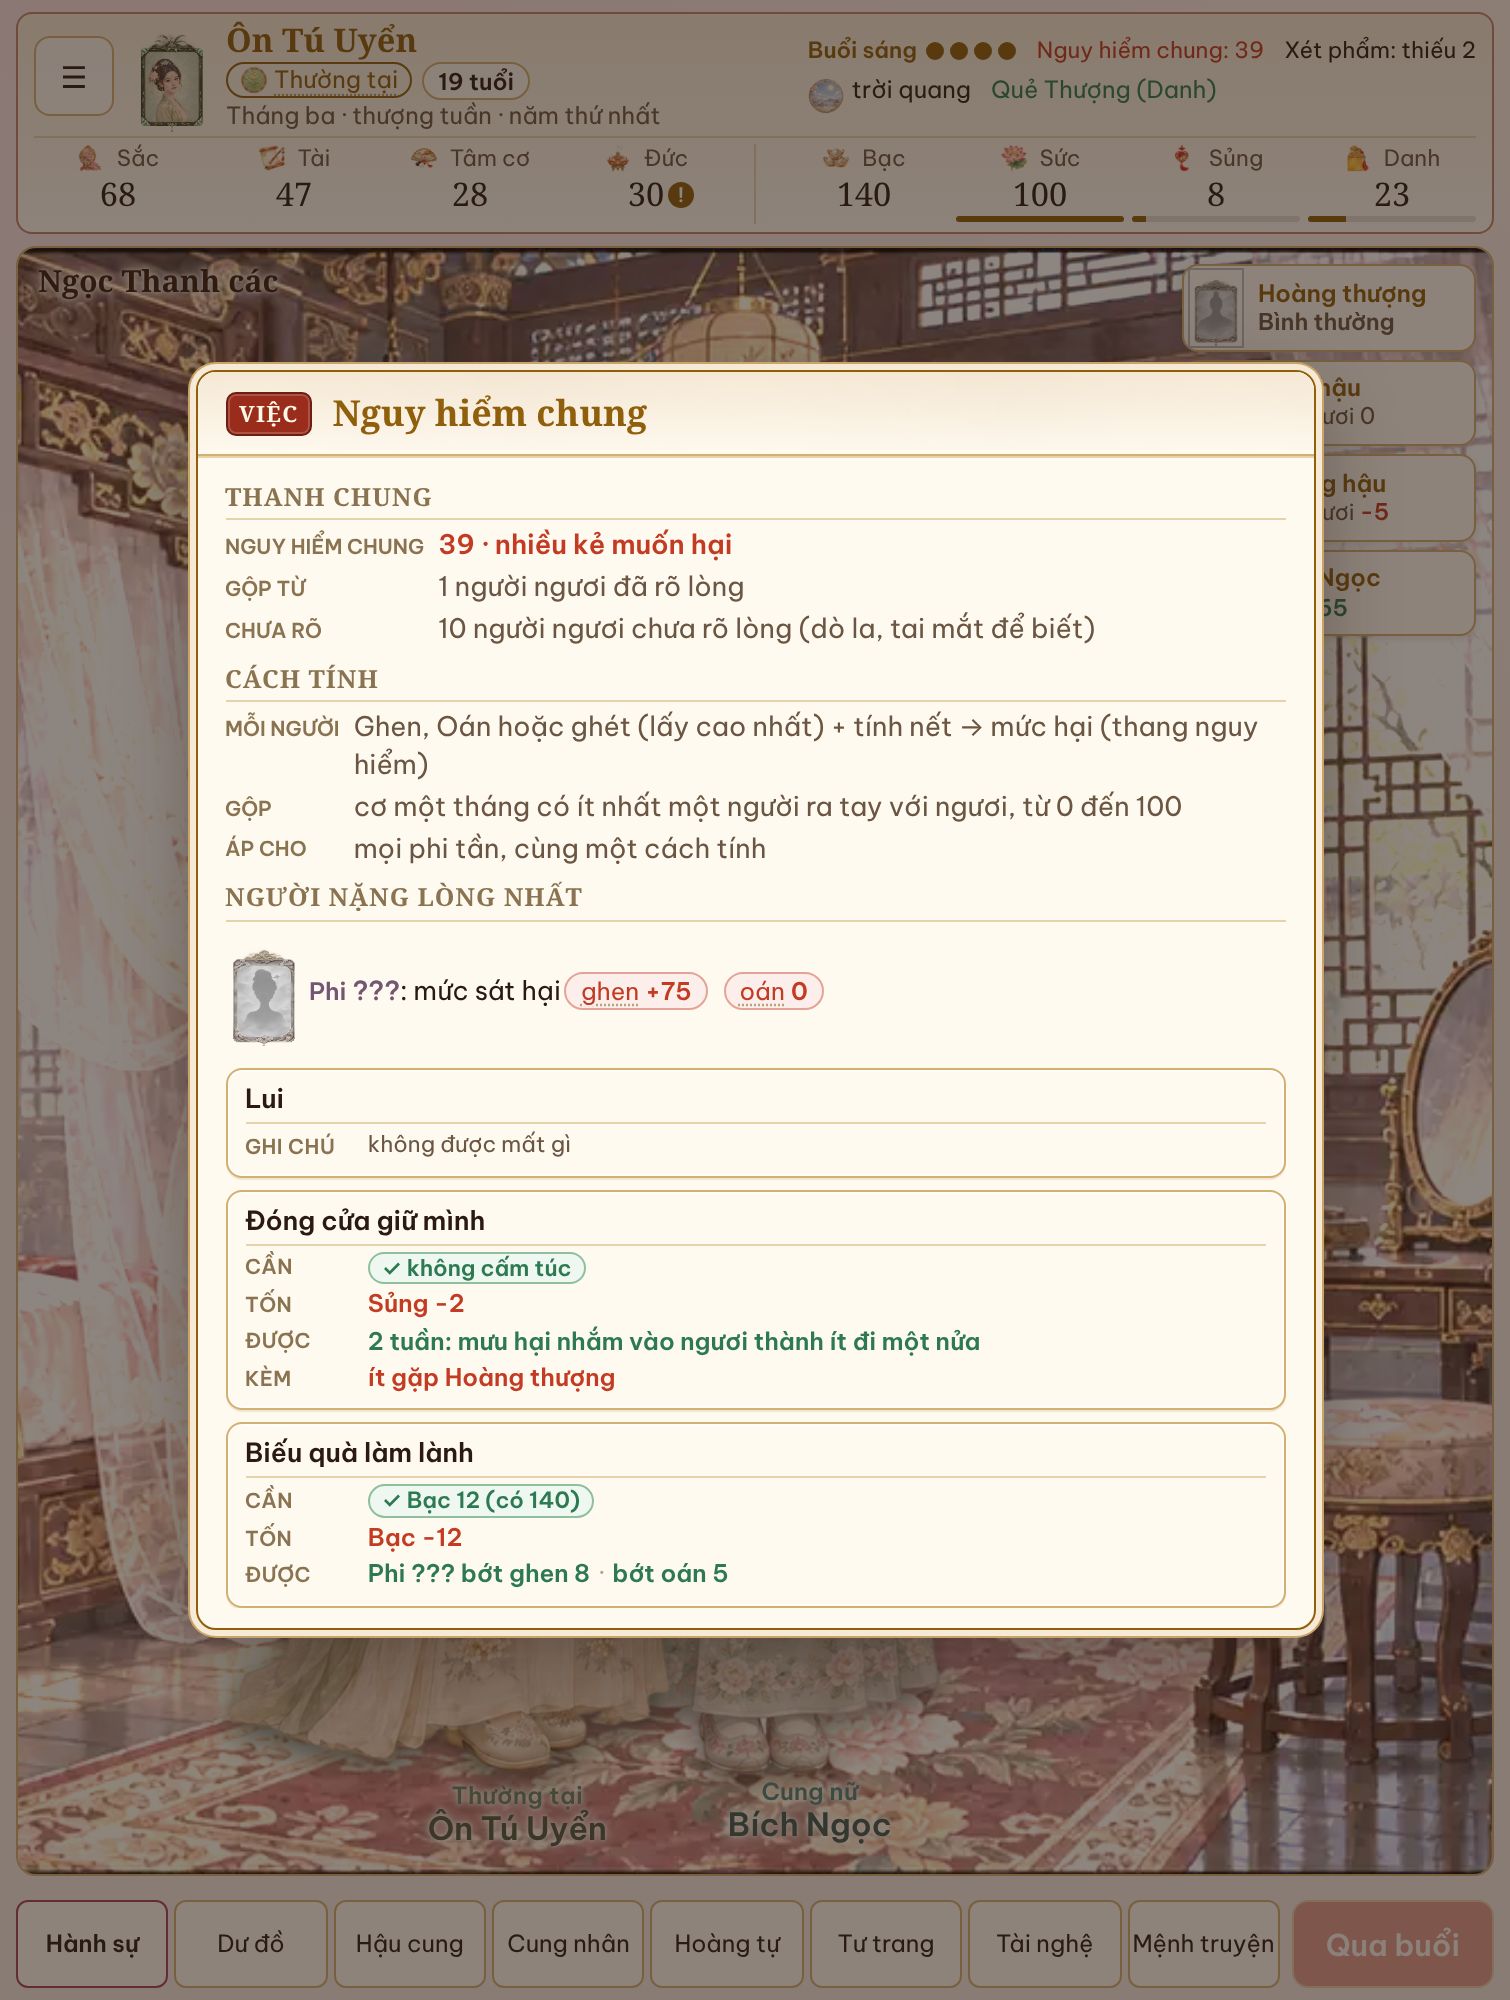 Ôn Tú Uyển
Thường tại
19 tuổi
Tháng ba · thượng tuần · năm thứ nhất
Buổi sáng
Nguy hiểm chung: 39
Xét phẩm: thiếu 2
trời quang
Quẻ Thượng (Danh)
Sắc
68
Tài
47
Tâm cơ
28
Đức
30 !
Bạc
140
Sức
100
Sủng
8
Danh
23
Ngọc Thanh các
Hoàng thượng
Bình thường
hậu
ươi 0
g hậu
ươi -5
Ngọc
65
VIỆC
Nguy hiểm chung
THANH CHUNG
NGUY HIỂM CHUNG 39 · nhiều kẻ muốn hại
GỘP TỪ 1 người ngươi đã rõ lòng
CHƯA RÕ 10 người ngươi chưa rõ lòng (dò la, tai mắt để biết)
CÁCH TÍNH
MỖI NGƯỜI Ghen, Oán hoặc ghét (lấy cao nhất) + tính nết → mức hại (thang nguy
hiểm)
GỘP cơ một tháng có ít nhất một người ra tay với ngươi, từ 0 đến 100
ÁP CHO mọi phi tần, cùng một cách tính
NGƯỜI NẶNG LÒNG NHẤT
Phi ???: mức sát hại ghen +75 oán 0
Lui
GHI CHÚ không được mất gì
Đóng cửa giữ mình
CẦN ✓ không cấm túc
TỐN Sủng -2
ĐƯỢC 2 tuần: mưu hại nhắm vào ngươi thành ít đi một nửa
KÈM ít gặp Hoàng thượng
Biếu quà làm lành
CẦN ✓ Bạc 12 (có 140)
TỐN Bạc -12
ĐƯỢC Phi ??? bớt ghen 8 · bớt oán 5
Thường tại
Ôn Tú Uyển
Cung nữ
Bích Ngọc
Hành sự
Dư đồ
Hậu cung
Cung nhân
Hoàng tự
Tư trang
Tài nghệ
Mệnh truyện
Qua buổi